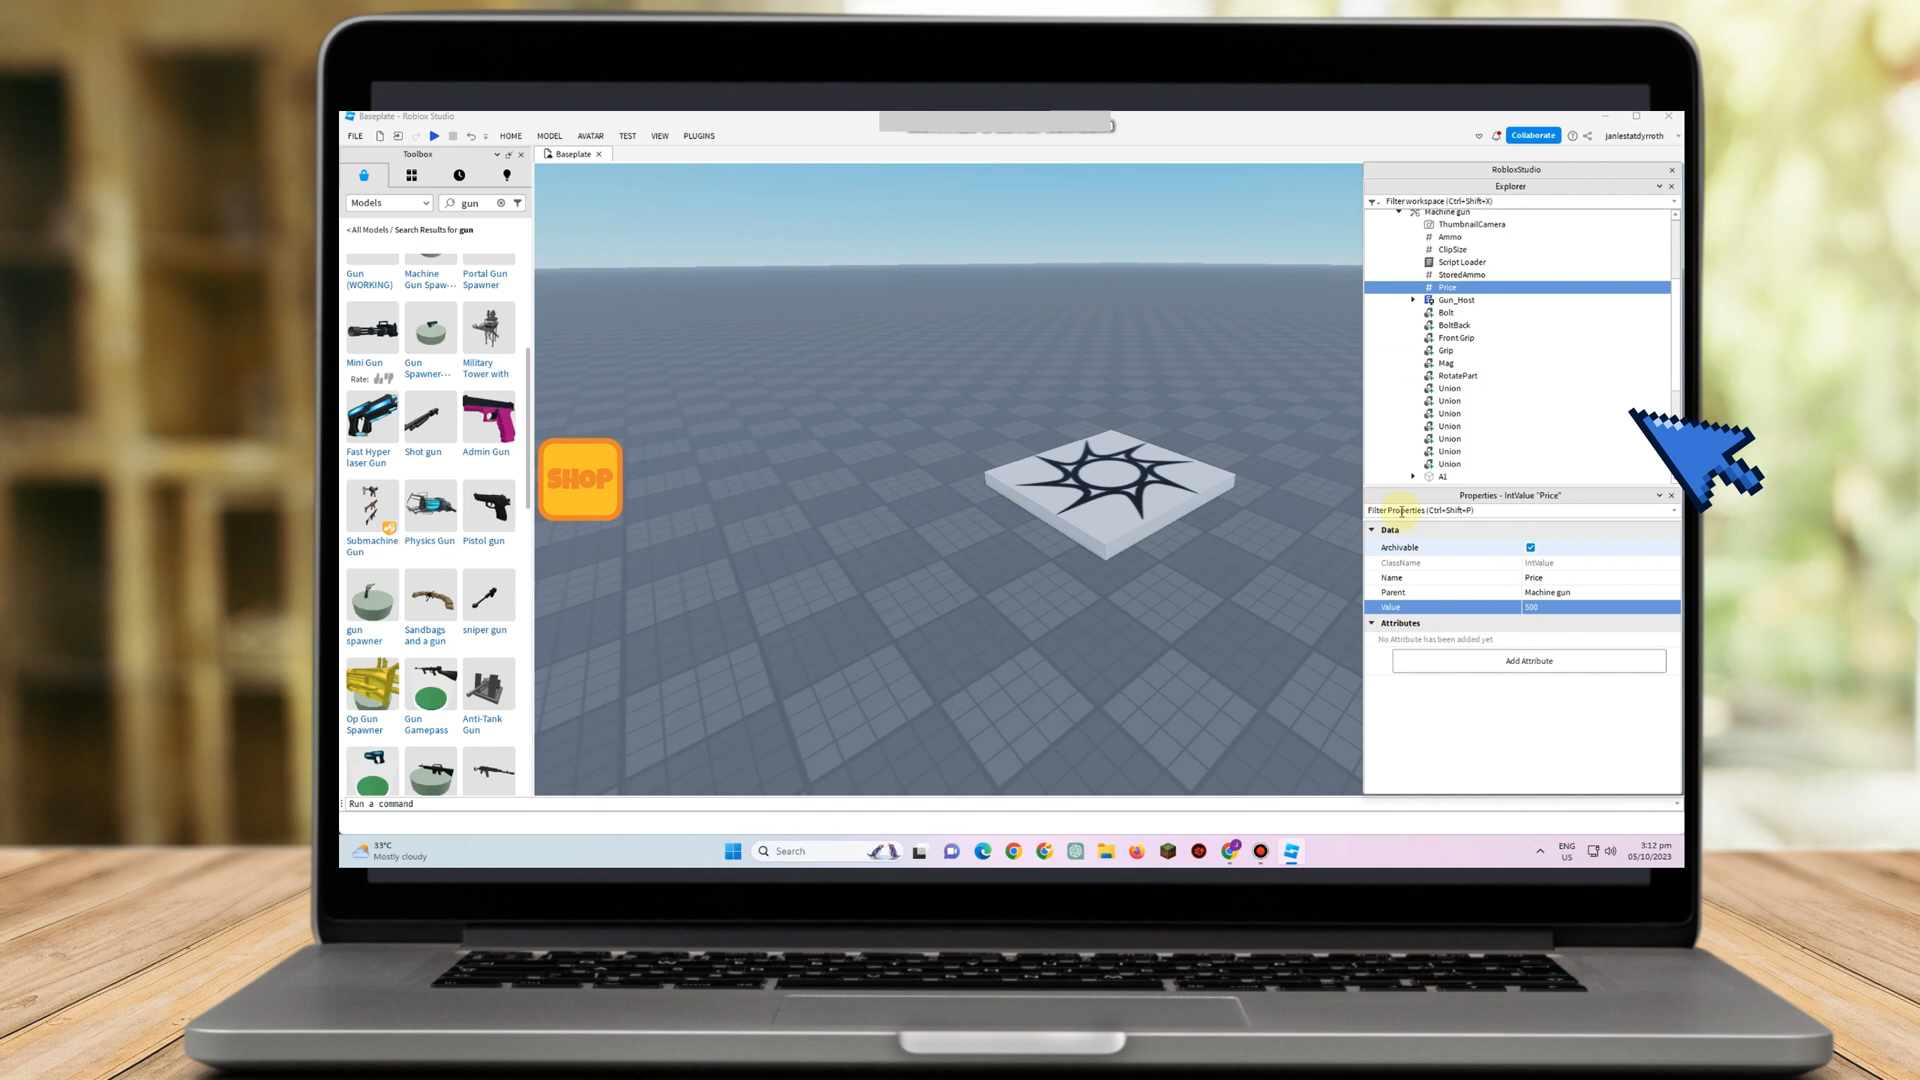 Baseplate - Roblox Studio
FILE
HOME
MODEL
AVATAR
TEST
VIEW
PLUGINS
Collaborate
janlestatdyrroth
Toolbox
Baseplate
Models
gun
< All Models / Search Results for gun
Gun (WORKING)
Machine Gun Spaw...
Portal Gun Spawner
Mini Gun
Rate:
Gun Spawner...
Military Tower with
Fast Hyper laser Gun
Shot gun
Admin Gun
Submachine Gun
Physics Gun
Pistol gun
gun spawner
Sandbags and a gun
sniper gun
Op Gun Spawner
Gun Gamepass
Anti-Tank Gun
SHOP
RobloxStudio
Explorer
Filter workspace (Ctrl+Shift+X)
Machine gun
ThumbnailCamera
# Ammo
# ClipSize
Script Loader
# StoredAmmo
# Price
Gun_Host
Bolt
BoltBack
Front Grip
Grip
Mag
RotatePart
Union
Union
Union
Union
Union
Union
Union
A1
Properties - IntValue "Price"
Filter Properties (Ctrl+Shift+P)
Data
Archivable
ClassName IntValue
Name Price
Parent Machine gun
Value 500
Attributes
No Attribute has been added yet
Add Attribute
Run a command
33°C
Mostly cloudy
Search
ENG
US
3:12 pm
05/10/2023